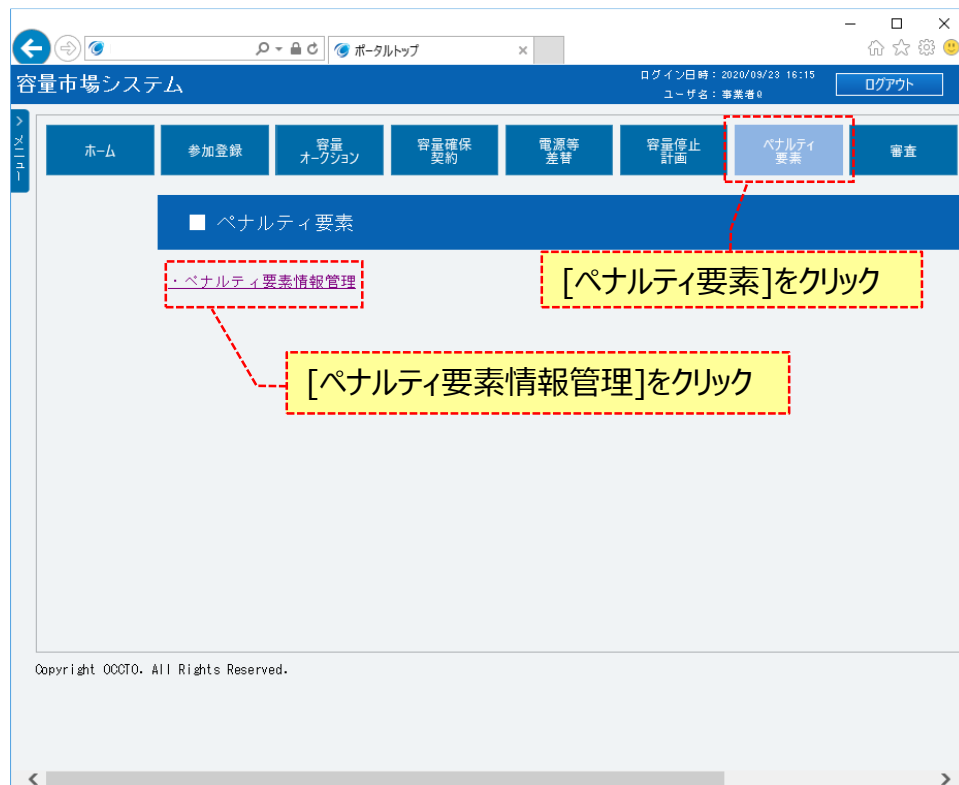 ポータルトップ
容量市場システム
ログイン日時：2020/09/23 16:15
ユーザ名：事業者Q
ログアウト
メニュー
ホーム
参加登録
容量
オークション
容量確保
契約
電源等
差替
容量停止
計画
ペナルティ
要素
審査
■ ペナルティ要素
・ペナルティ要素情報管理
[ペナルティ要素]をクリック
[ペナルティ要素情報管理]をクリック
Copyright OCCTO. All Rights Reserved.